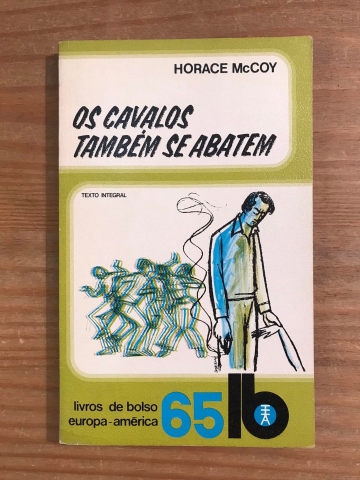 HORACE McCOY
OS CAVALOS
TAMBÉM SE ABATEM
TEXTO INTEGRAL
livros de bolso
europa-américa
65 lb